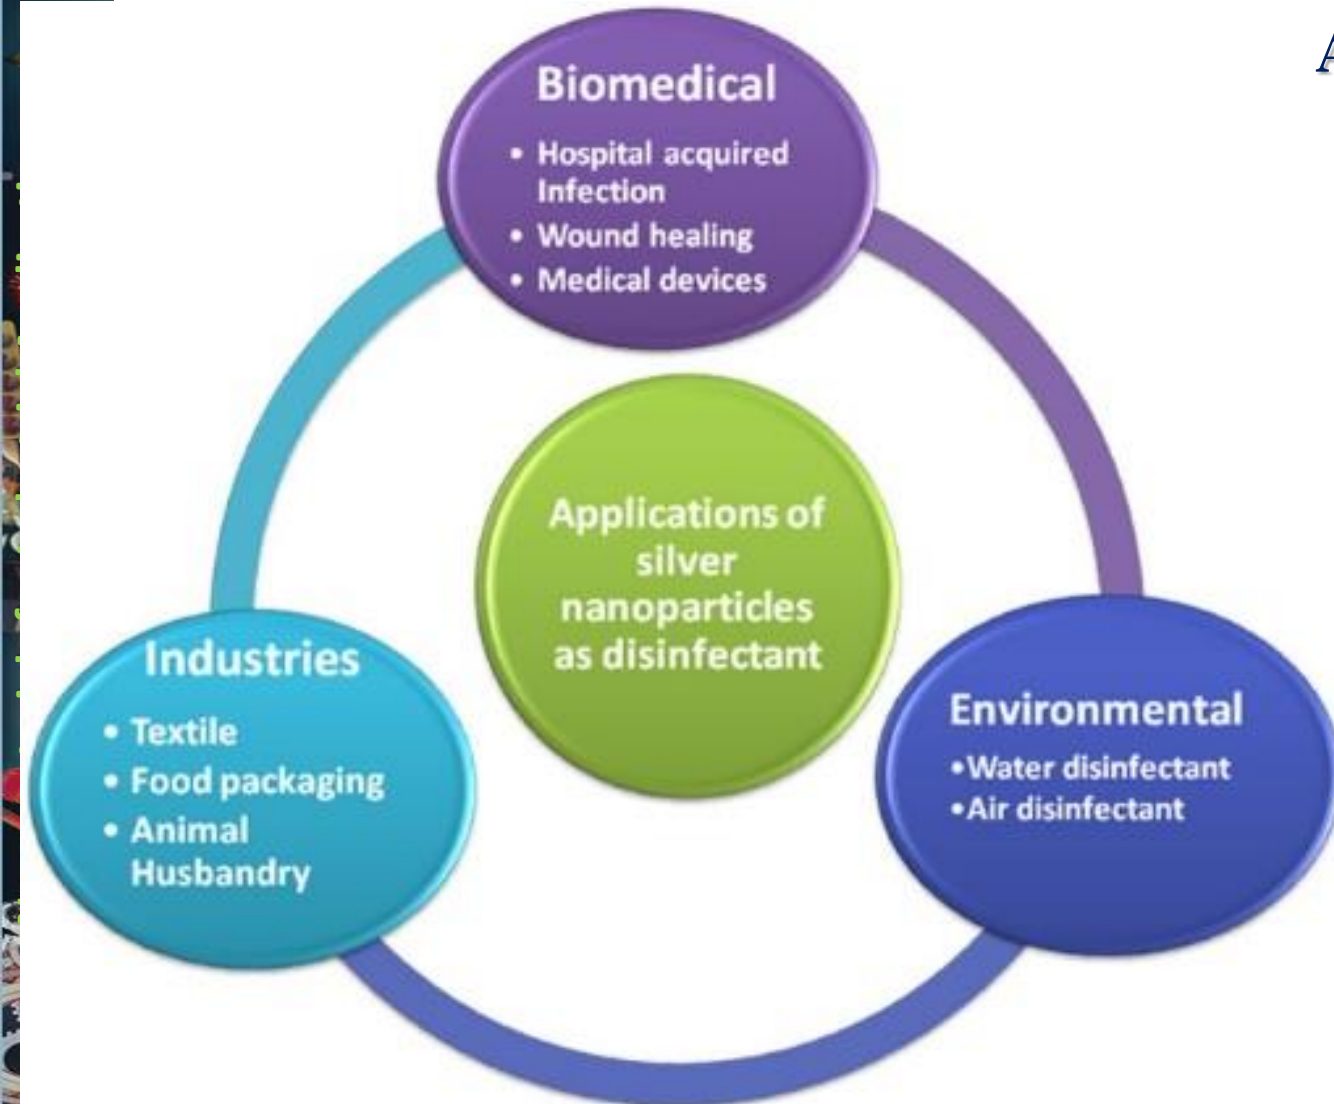 Biomedical
• Hospital acquired
Infection
• Wound healing
• Medical devices
Applications of
silver
nanoparticles
as disinfectant
Industries
• Textile
• Food packaging
• Animal
Husbandry
Environmental
•Water disinfectant
•Air disinfectant